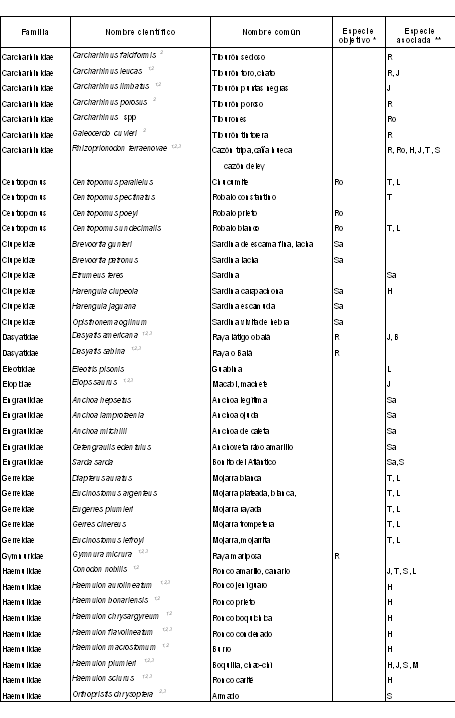 Familia Nombre científico Nombre común Especie objetivo * Especie asociada **
Carcharhinidae Carcharhinus falciformis 2 Tiburón sedoso R
Carcharhinidae Carcharhinus leucas 1,2 Tiburón toro, chato R, J
Carcharhinidae Carcharhinus limbatus 1,2 Tiburón puntas negras J
Carcharhinidae Carcharhinus porosus 2 Tiburón poroso R
Carcharhinidae Carcharhinus spp Tiburones Ro
Carcharhinidae Galeocerdo cuvieri 2 Tiburón tintorera R
Carcharhinidae Rhizoprionodon terraenovae 1,2,3 Cazón tripa, caña hueca R, Ro, H, J, T, S
cazón de ley
Centropomus Centropomus parallelus Chucumite Ro T, L
Centropomus Centropomus pectinatus Robalo constantino T
Centropomus Centropomus poeyi Robalo prieto Ro
Centropomus Centropomus undecimalis Robalo blanco Ro T, L
Clupeidae Brevoortia gunteri Sardina de escama fina, lacha Sa
Clupeidae Brevoortia patronus Sardina lacha Sa
Clupeidae Etrumeus teres Sardina Sa
Clupeidae Harengula clupeola Sardina carapachona Sa H
Clupeidae Harengula jaguana Sardina escamuda Sa
Clupeidae Opisthonema oglinum Sardina vivita de hebra Sa
Dasyatidae Dasyatis americana 1,2,3 Raya látigo o balá R J, B
Dasyatidae Dasyatis sabina 1,2,3 Raya o Balá R
Eleotridae Eleotris pisonis Guabina L
Elopidae Elops saurus 1,2,3 Macabí, machete J
Engraulidae Anchoa hepsetus Anchoa legítima Sa
Engraulidae Anchoa lamprotaenia Anchoa ojuda Sa
Engraulidae Anchoa mitchilli Anchoa de caleta Sa
Engraulidae Cetengraulis edentulus Anchoveta rabo amarillo Sa
Engraulidae Sarda sarda Bonito del Atlántico Sa, S
Gerreidae Diapterus auratus Mojarra blanca T, L
Gerreidae Eucinostomus argenteus Mojarra plateada, blanca, T, L
Gerreidae Eugerres plumieri Mojarra rayada T, L
Gerreidae Gerres cinereus Mojarra trompetera T, L
Gerreidae Eucinostomus lefroyi Mojarra, mojarrita T, L
Gymnuridae Gymnura micrura 1,2,3 Raya mariposa R
Haemulidae Conodon nobilis 1,2 Ronco amarillo, canario J, T, S, L
Haemulidae Haemulon aurolineatum 1,2,3 Ronco jeniguaro H
Haemulidae Haemulon bonariensis 1,2 Ronco prieto H
Haemulidae Haemulon chrysargyreum 1,2 Ronco boquichica H
Haemulidae Haemulon flavolineatum 1,2,3 Ronco condenado H
Haemulidae Haemulon macrostomum 1,2 Burro H
Haemulidae Haemulon plumieri 1,2,3 Boquilla, chac-chí H, J, S, M
Haemulidae Haemulon sciurus 1,2,3 Ronco carite H
Haemulidae Orthopristis chrysoptera 2,3 Armado S